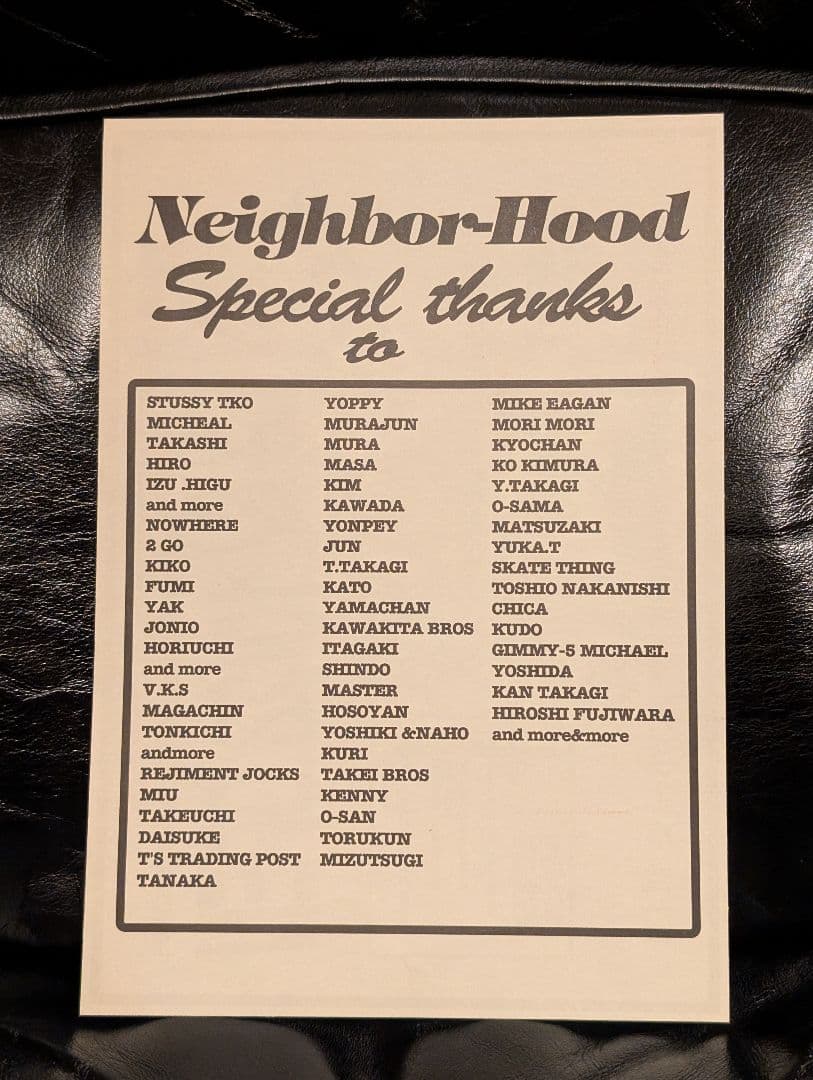 Neighbor-Hood
Special thanks
to
STUSSY TKO
MICHEAL
TAKASHI
HIRO
IZU .HIGU
and more
NOWHERE
2 GO
KIKO
FUMI
YAK
JONIO
HORIUCHI
and more
V.K.S
MAGACHIN
TONKICHI
andmore
REJIMENT JOCKS
MIU
TAKEUCHI
DAISUKE
T'S TRADING POST
TANAKA
YOPPY
MURAJUN
MURA
MASA
KIM
KAWADA
YONPEY
JUN
T.TAKAGI
KATO
YAMACHAN
KAWAKITA BROS
ITAGAKI
SHINDO
MASTER
HOSOYAN
YOSHIKI &NAHO
KURI
TAKEI BROS
KENNY
O-SAN
TORUKUN
MIZUTSUGI
MIKE EAGAN
MORI MORI
KYOCHAN
KO KIMURA
Y.TAKAGI
O-SAMA
MATSUZAKI
YUKA.T
SKATE THING
TOSHIO NAKANISHI
CHICA
KUDO
GIMMY-5 MICHAEL
YOSHIDA
KAN TAKAGI
HIROSHI FUJIWARA
and more&more